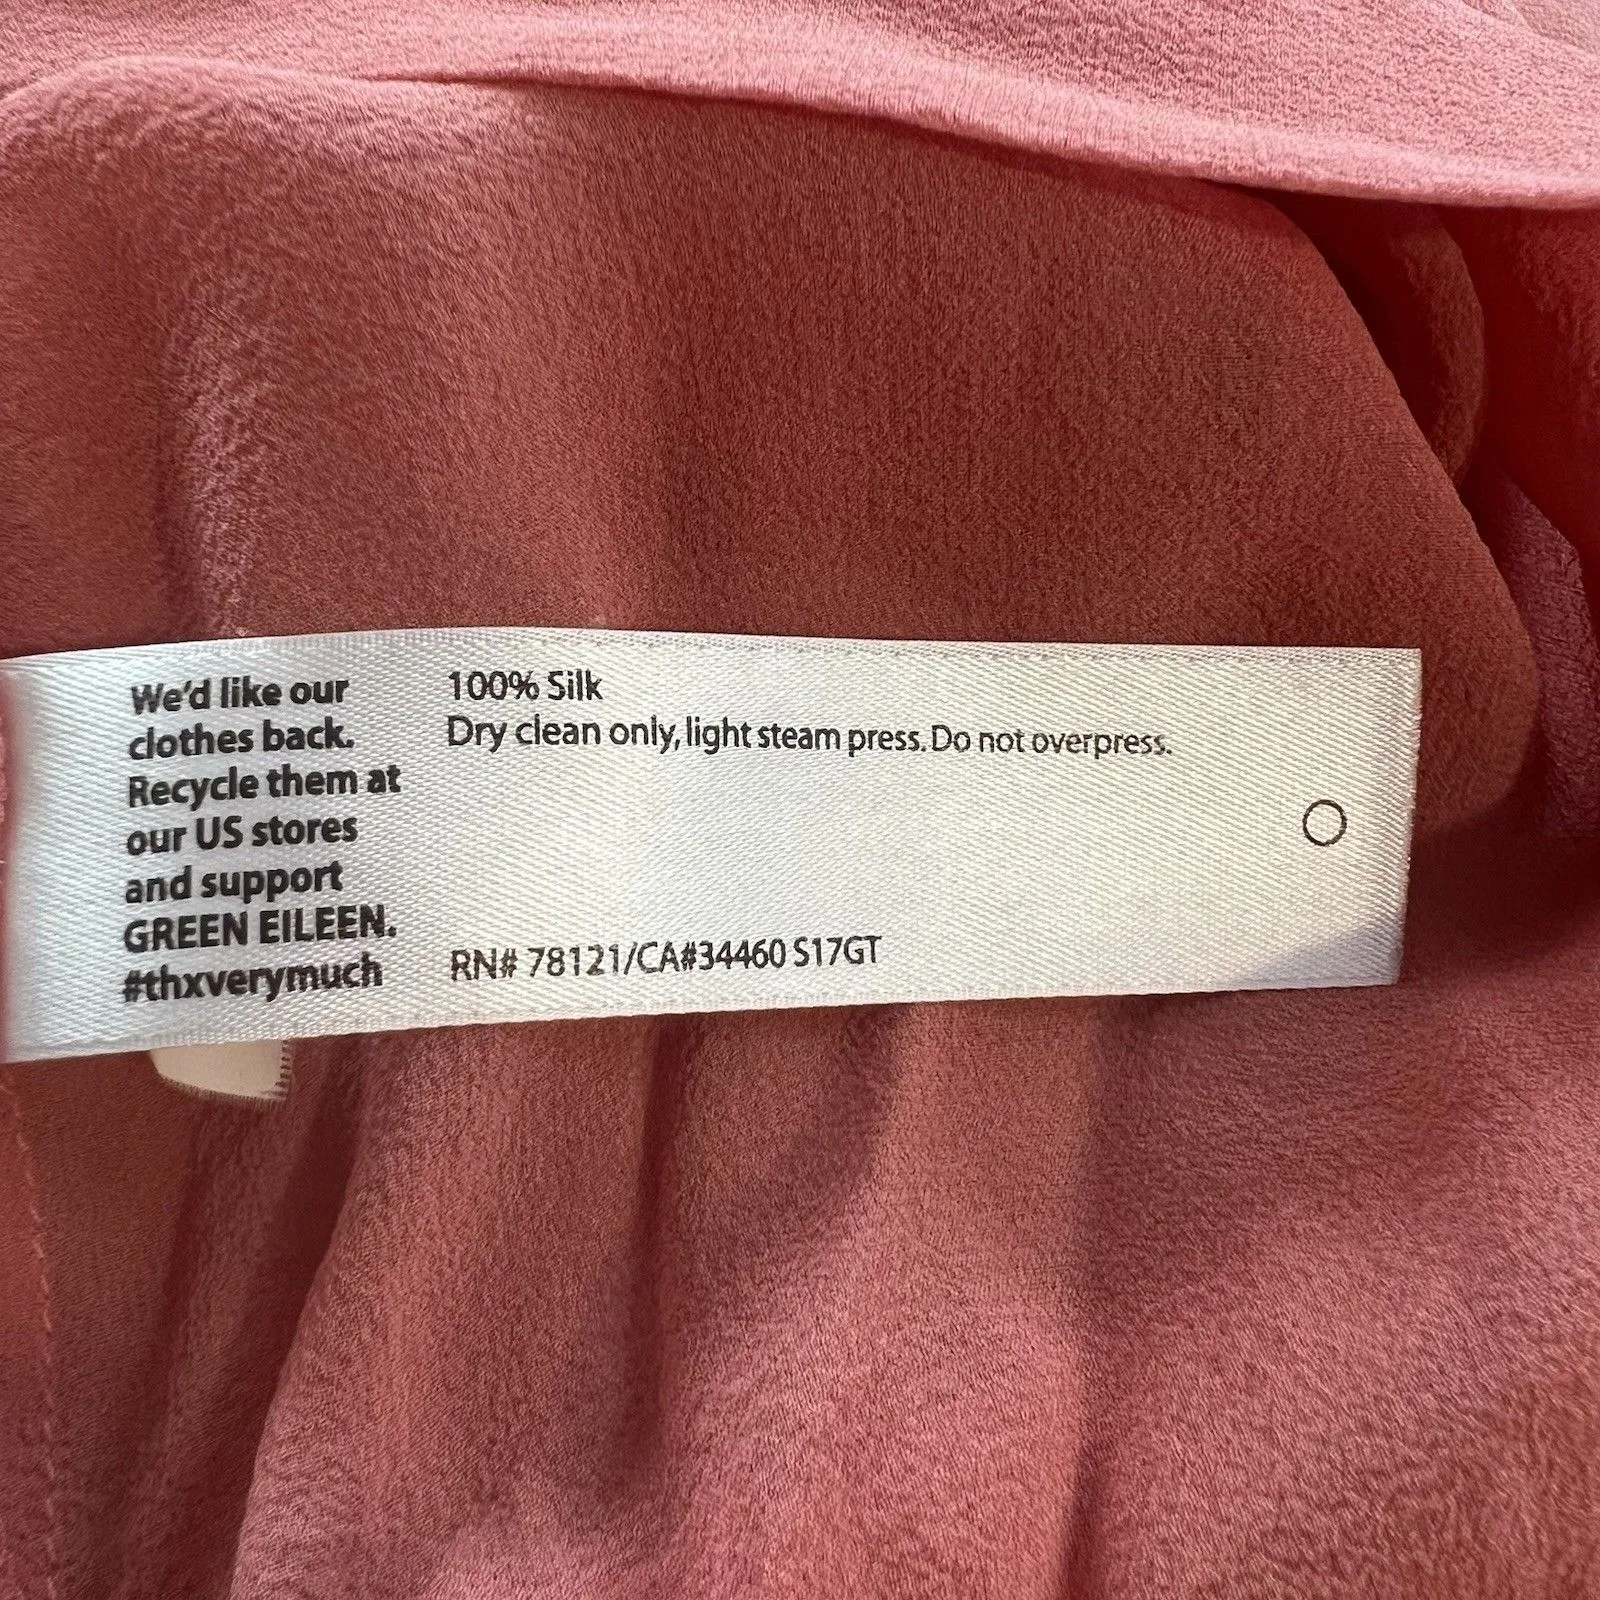 We'd like our
clothes back.
Recycle them at
our US stores
and support
GREEN EILEEN.
#thxverymuch
100% Silk
Dry clean only, light steam press. Do not overpress.
RN# 78121/CA#34460 S17GT